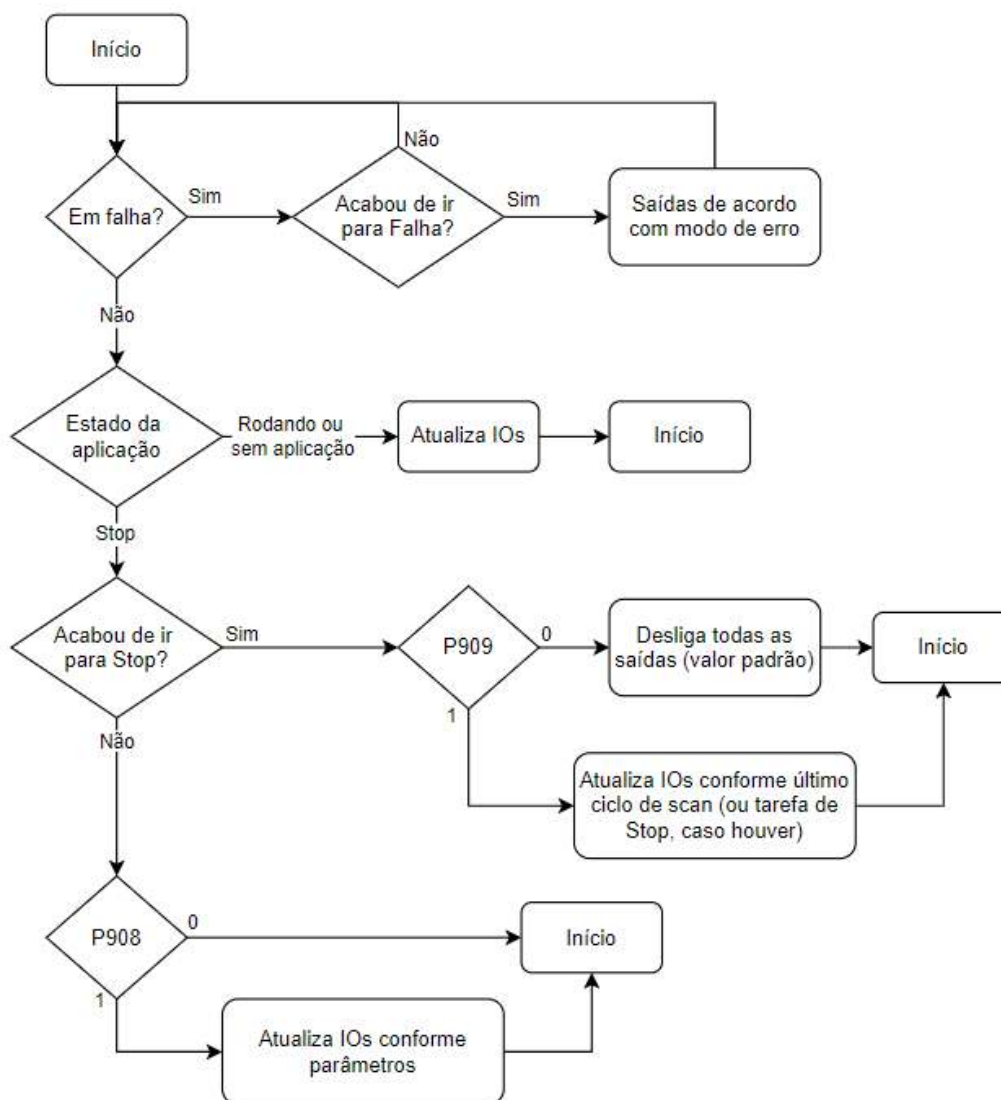 Início
Não
Em falha?
Sim
Acabou de ir
para Falha?
Sim
Saídas de acordo
com modo de erro
Não
Estado da
aplicação
Rodando ou
sem aplicação
Atualiza IOs
Início
Stop
Acabou de ir
para Stop?
Sim
P909
0
Desliga todas as
saídas (valor padrão)
Início
1
Atualiza IOs conforme último
ciclo de scan (ou tarefa de
Stop, caso houver)
Não
P908
0
Início
1
Atualiza IOs conforme
parâmetros